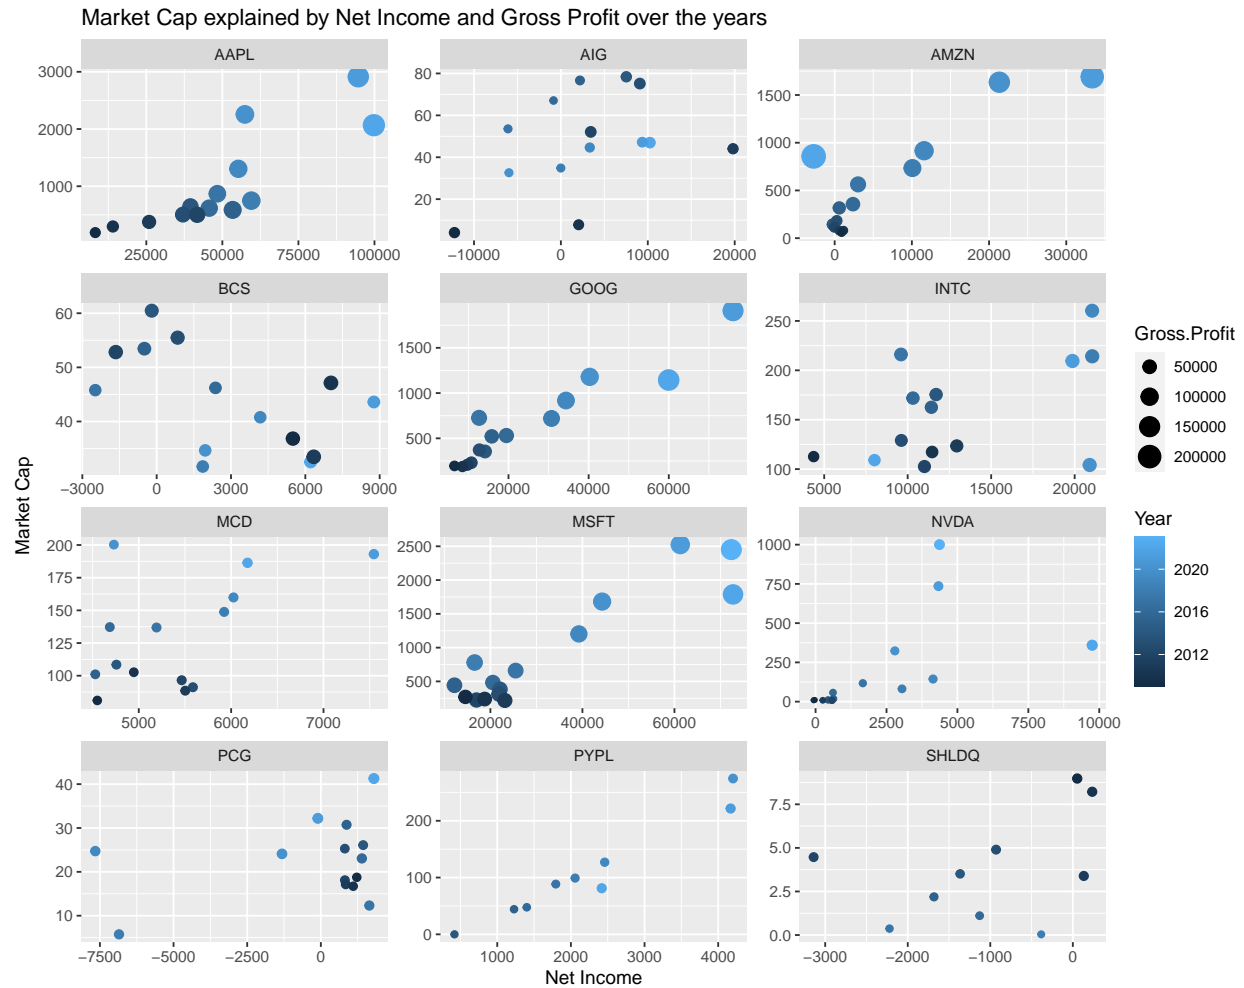 Market Cap explained by Net Income and Gross Profit over the years
AAPL
AIG
AMZN
3000
2000
1000
25000 50000 75000 100000
80
60
40
20
−10000 0 10000 20000
1500
1000
500
0
0 10000 20000 30000
BCS
GOOG
INTC
60
50
40
−3000 0 3000 6000 9000
1500
1000
500
20000 40000 60000
250
200
150
100
5000 10000 15000 20000
MCD
MSFT
NVDA
200
175
150
125
100
5000 6000 7000
2500
2000
1500
1000
500
20000 40000 60000
1000
750
500
250
0
0 2500 5000 7500 10000
PCG
PYPL
SHLDQ
40
30
20
10
−7500 −5000 −2500 0
200
100
0
1000 2000 3000 4000
7.5
5.0
2.5
0.0
−3000 −2000 −1000 0
Market Cap
Net Income
Gross.Profit
50000
100000
150000
200000
Year
2020
2016
2012